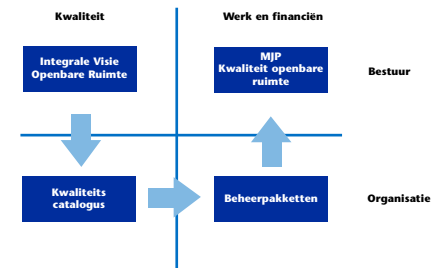 Kwaliteit
Werk en financiën
Integrale Visie
Openbare Ruimte
MJP
Kwaliteit openbare
ruimte
Bestuur
Kwaliteits
catalogus
Beheerpakketten
Organisatie